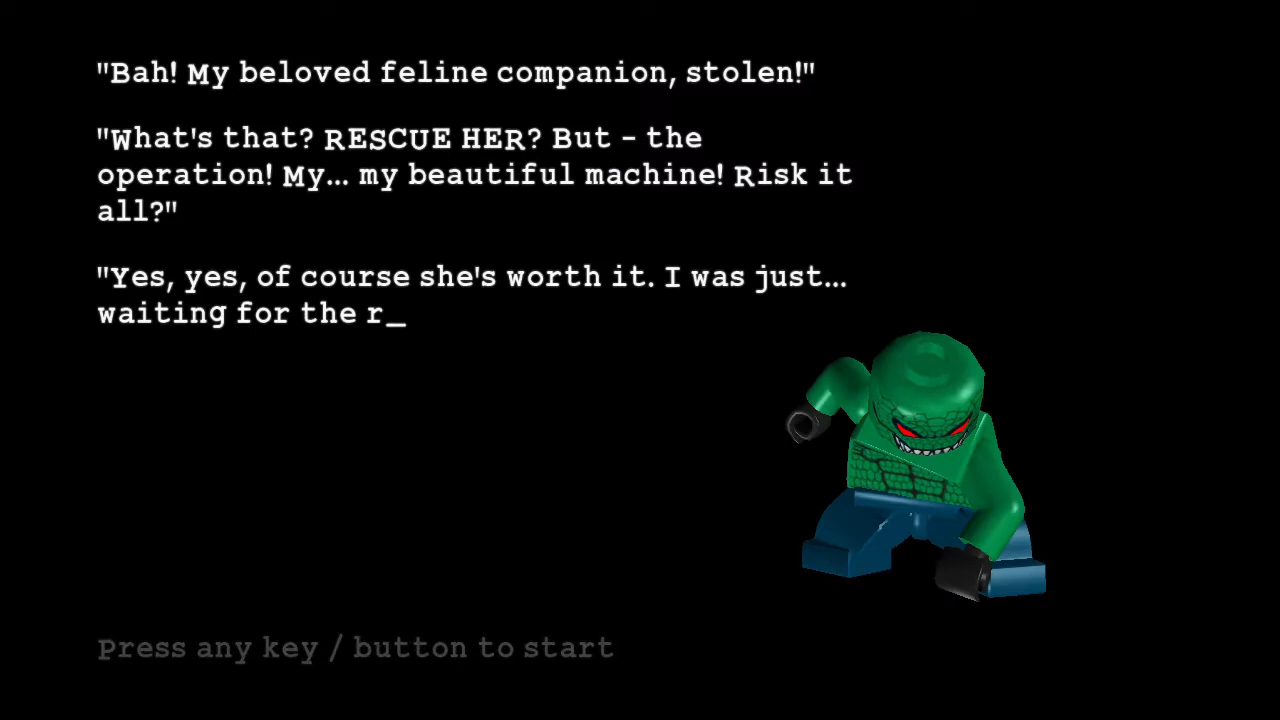 "Bah! My beloved feline companion, stolen!"
"What's that? RESCUE HER? But - the
operation! My... my beautiful machine! Risk it
all?"
"Yes, yes, of course she's worth it. I was just...
waiting for the r_
Press any key / button to start